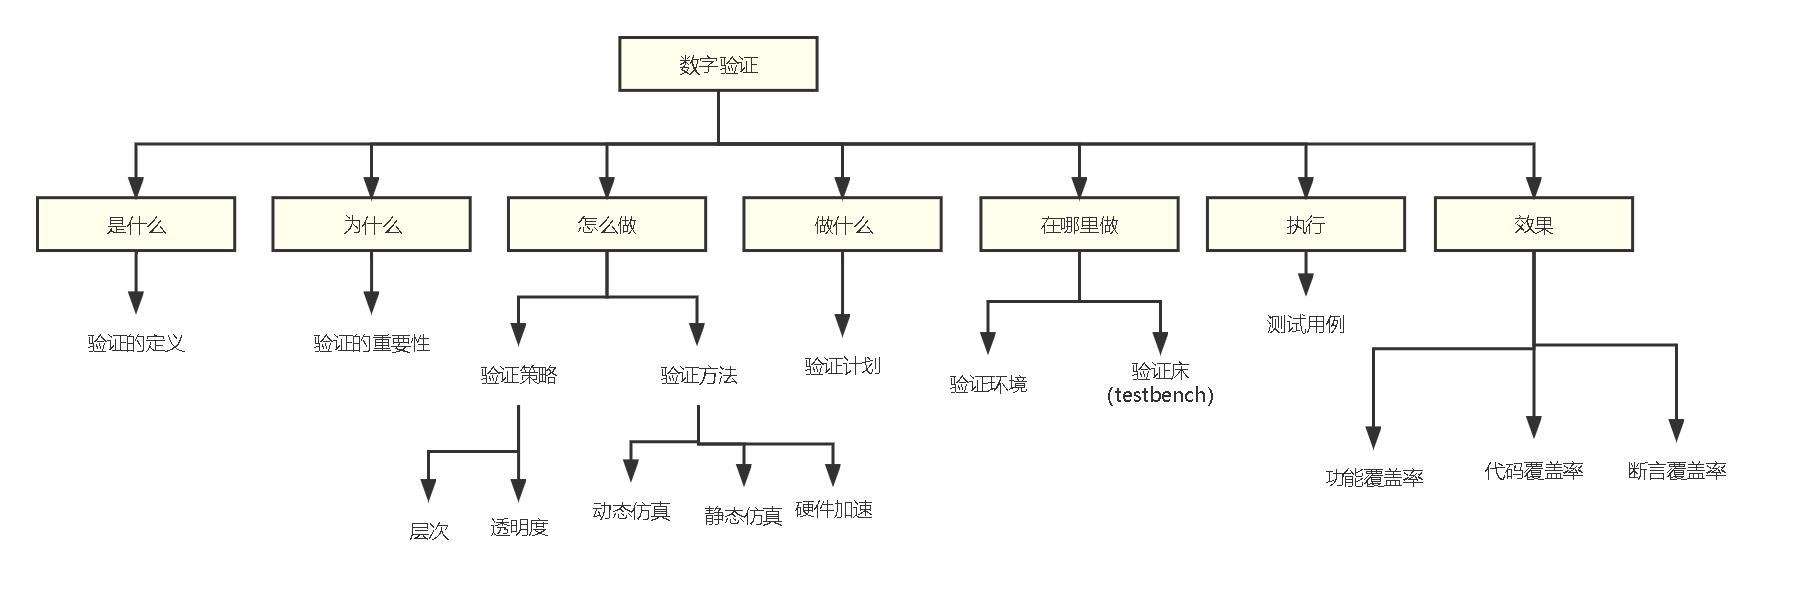 数字验证
是什么
为什么
怎么做
做什么
在哪里做
执行
效果
验证的定义
验证的重要性
验证策略
验证方法
验证计划
验证环境
验证床
(testbench)
测试用例
功能覆盖率
代码覆盖率
断言覆盖率
层次
透明度
动态仿真
静态仿真
硬件加速